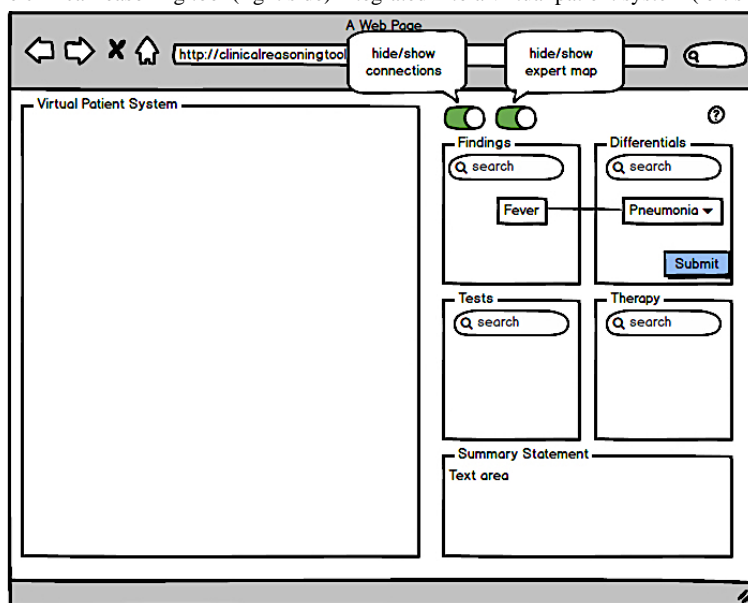 A Web Page
http://clinicalreasoningtool
hide/show
connections
hide/show
expert map
Virtual Patient System
Findings
search
Fever
Differentials
search
Pneumonia
Submit
Tests
search
Therapy
search
Summary Statement
Text area